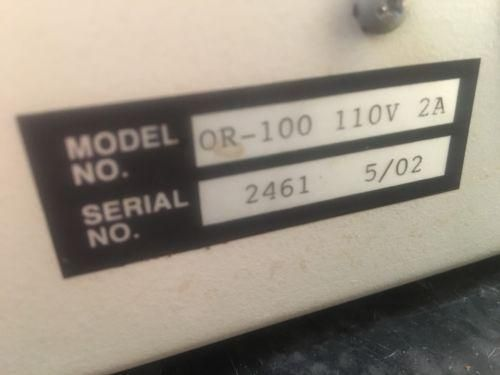 MODEL NO. OR-100 110V 2A
SERIAL NO. 2461 5/02